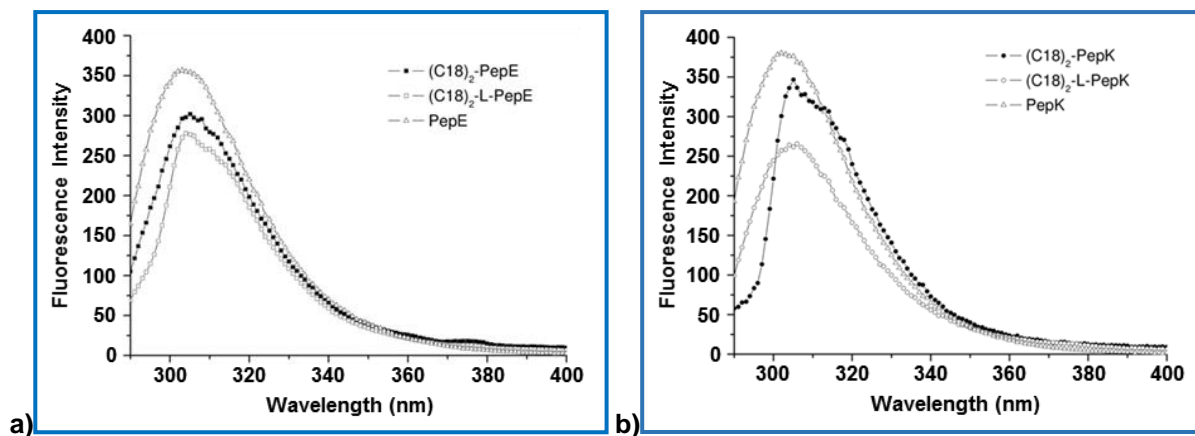 400
350
300
250
200
150
100
50
0
Fluorescence Intensity
(C18)₂-PepE
(C18)₂-L-PepE
PepE
300 320 340 360 380 400
Wavelength (nm)
a)
400
350
300
250
200
150
100
50
0
Fluorescence Intensity
(C18)₂-PepK
(C18)₂-L-PepK
PepK
300 320 340 360 380 400
Wavelength (nm)
b)